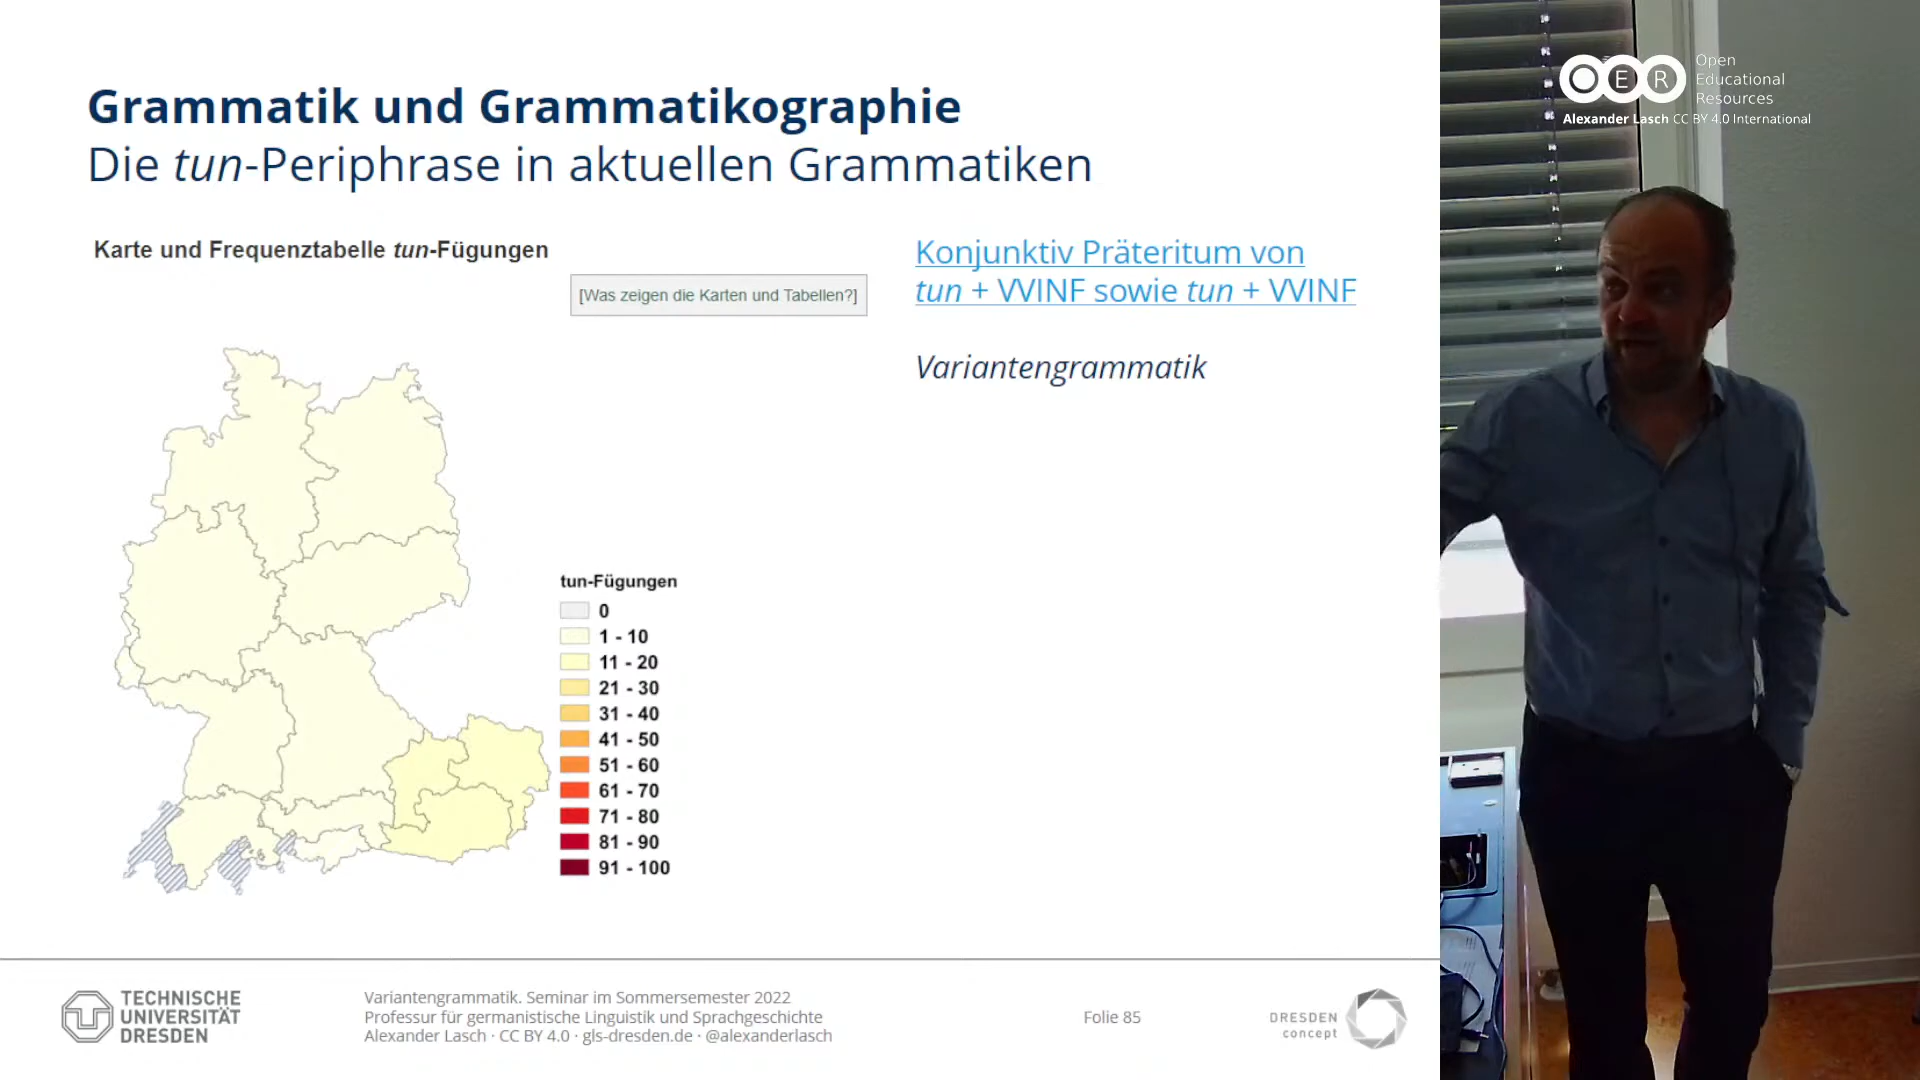 Grammatik und Grammatikographie
Die tun-Periphrase in aktuellen Grammatiken
Karte und Frequenztabelle tun-Fügungen
[Was zeigen die Karten und Tabellen?]
Konjunktiv Präteritum von
tun + VVINF sowie tun + VVINF
Variantengrammatik
tun-Fügungen
0
1 - 10
11 - 20
21 - 30
31 - 40
41 - 50
51 - 60
61 - 70
71 - 80
81 - 90
91 - 100
TECHNISCHE
UNIVERSITÄT
DRESDEN
Variantengrammatik. Seminar im Sommersemester 2022
Professur für germanistische Linguistik und Sprachgeschichte
Alexander Lasch · CC BY 4.0 · gls-dresden.de · @alexanderlasch
Folie 85
DRESDEN
concept
OER
Open
Educational
Resources
Alexander Lasch CC BY 4.0 International